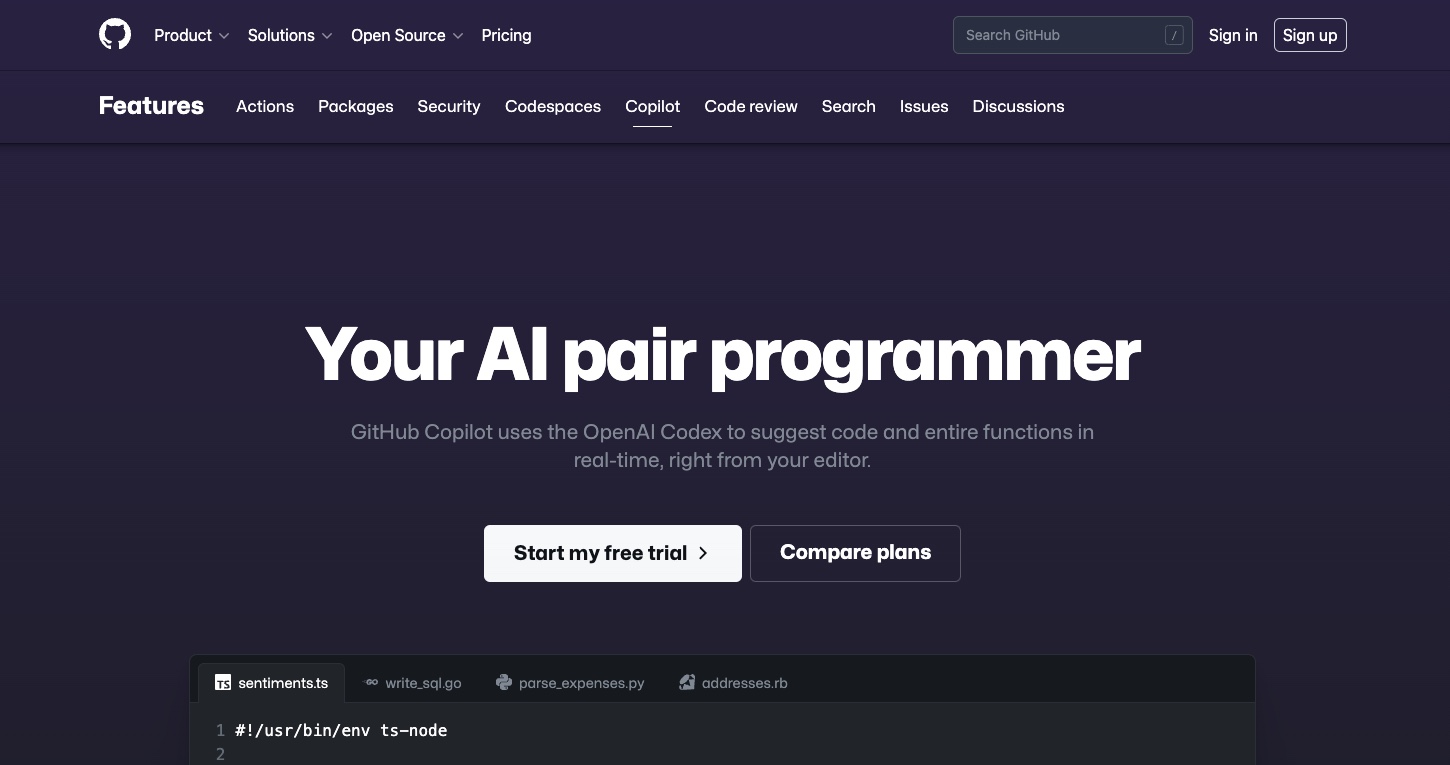 Product Solutions Open Source Pricing Search GitHub / Sign in Sign up
Features Actions Packages Security Codespaces Copilot Code review Search Issues Discussions
Your AI pair programmer
GitHub Copilot uses the OpenAI Codex to suggest code and entire functions in
real-time, right from your editor.
Start my free trial Compare plans
TS sentiments.ts GO write_sql.go parse_expenses.py addresses.rb
1 #!/usr/bin/env ts-node
2